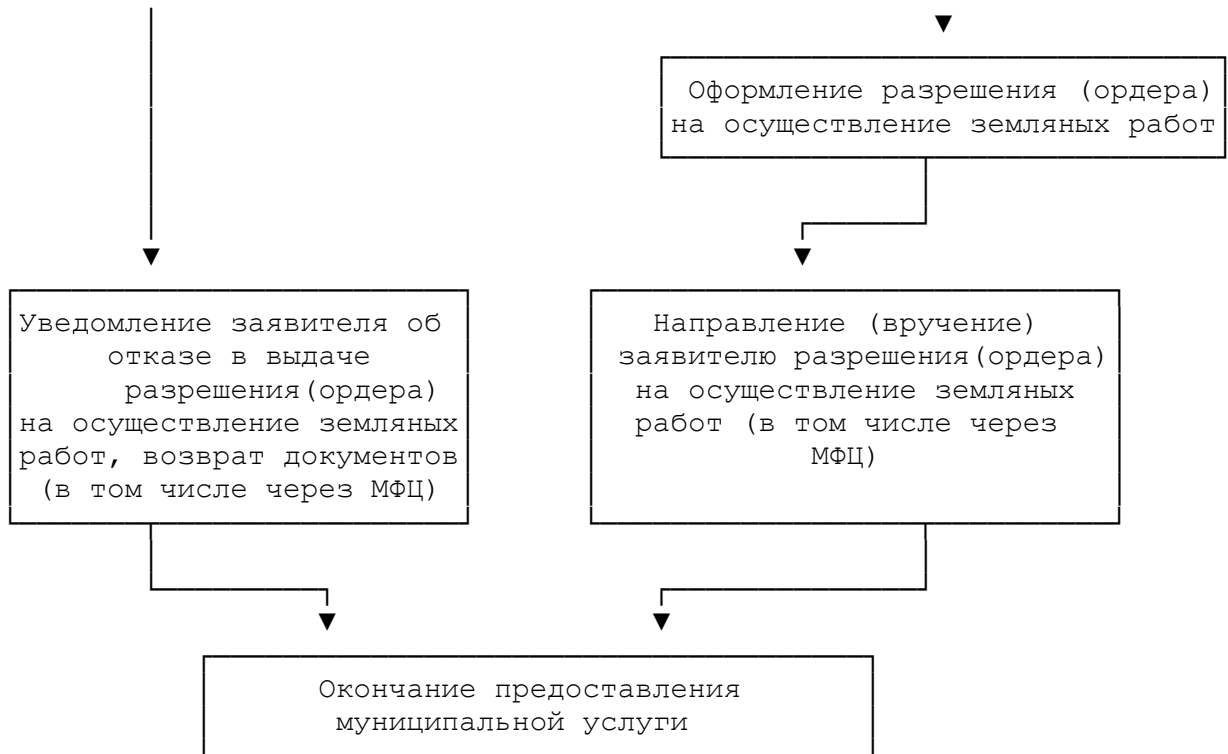 Оформление разрешения (ордера)
на осуществление земляных работ
Уведомление заявителя об
отказе в выдаче
разрешения(ордера)
на осуществление земляных
работ, возврат документов
(в том числе через МФЦ)
Направление (вручение)
заявителю разрешения(ордера)
на осуществление земляных
работ (в том числе через
МФЦ)
Окончание предоставления
муниципальной услуги